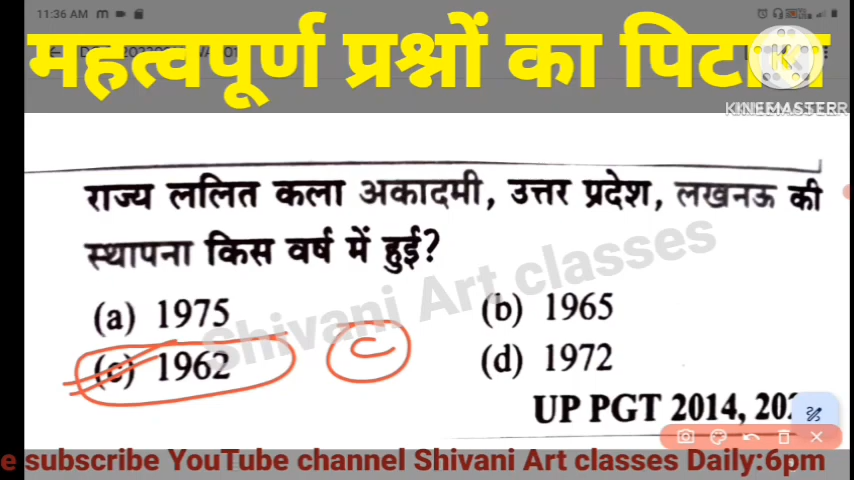 11:36 AM
महत्वपूर्ण प्रश्नों का पिटारा
KINEMASTER
राज्य ललित कला अकादमी, उत्तर प्रदेश, लखनऊ की
स्थापना किस वर्ष में हुई?
(a) 1975
(b) 1965
(c) 1962
C
(d) 1972
UP PGT 2014,
Shivani Art classes
subscribe YouTube channel Shivani Art classes Daily:6pm